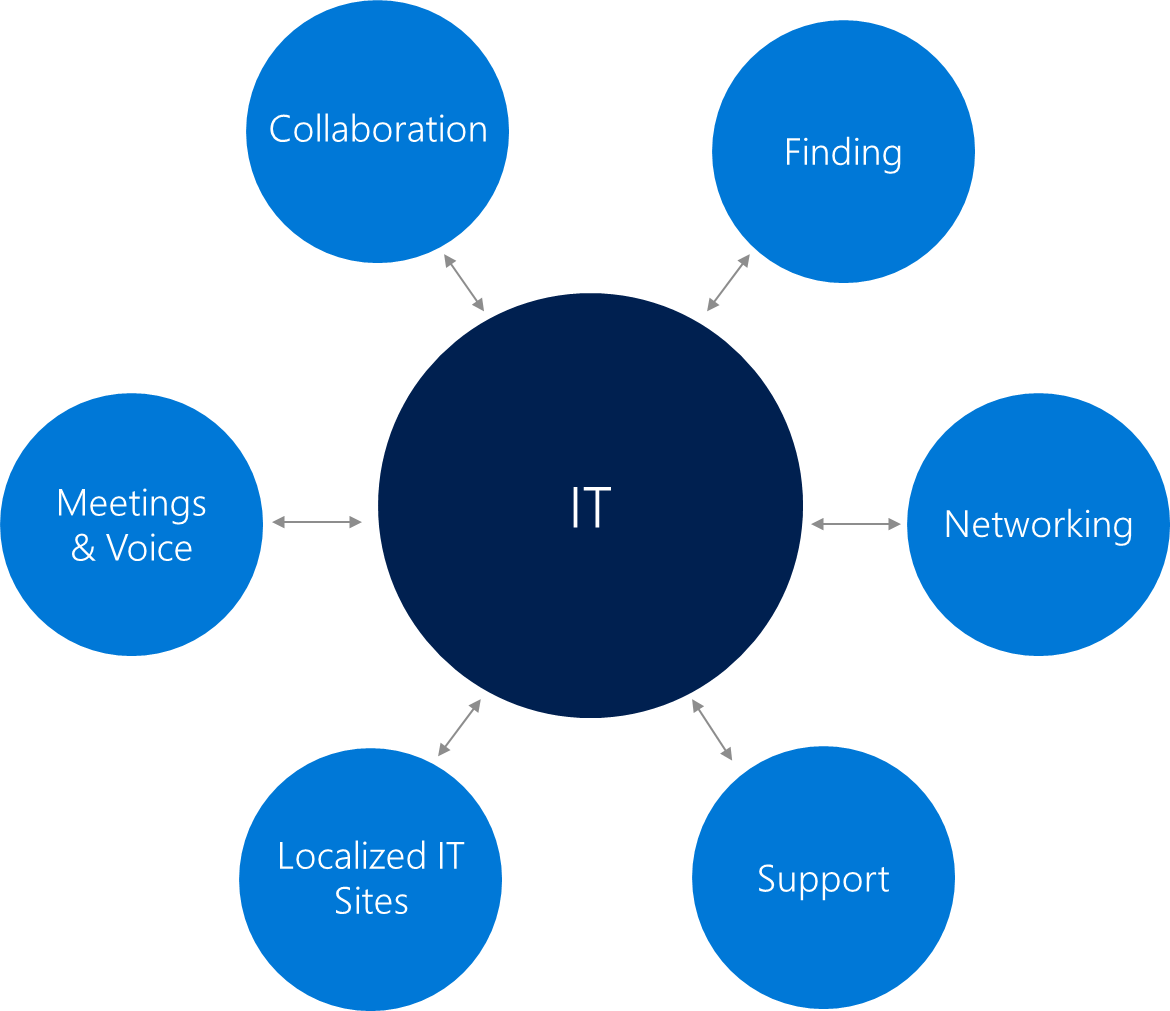 Collaboration
Finding
Meetings
& Voice
IT
Networking
Localized IT
Sites
Support